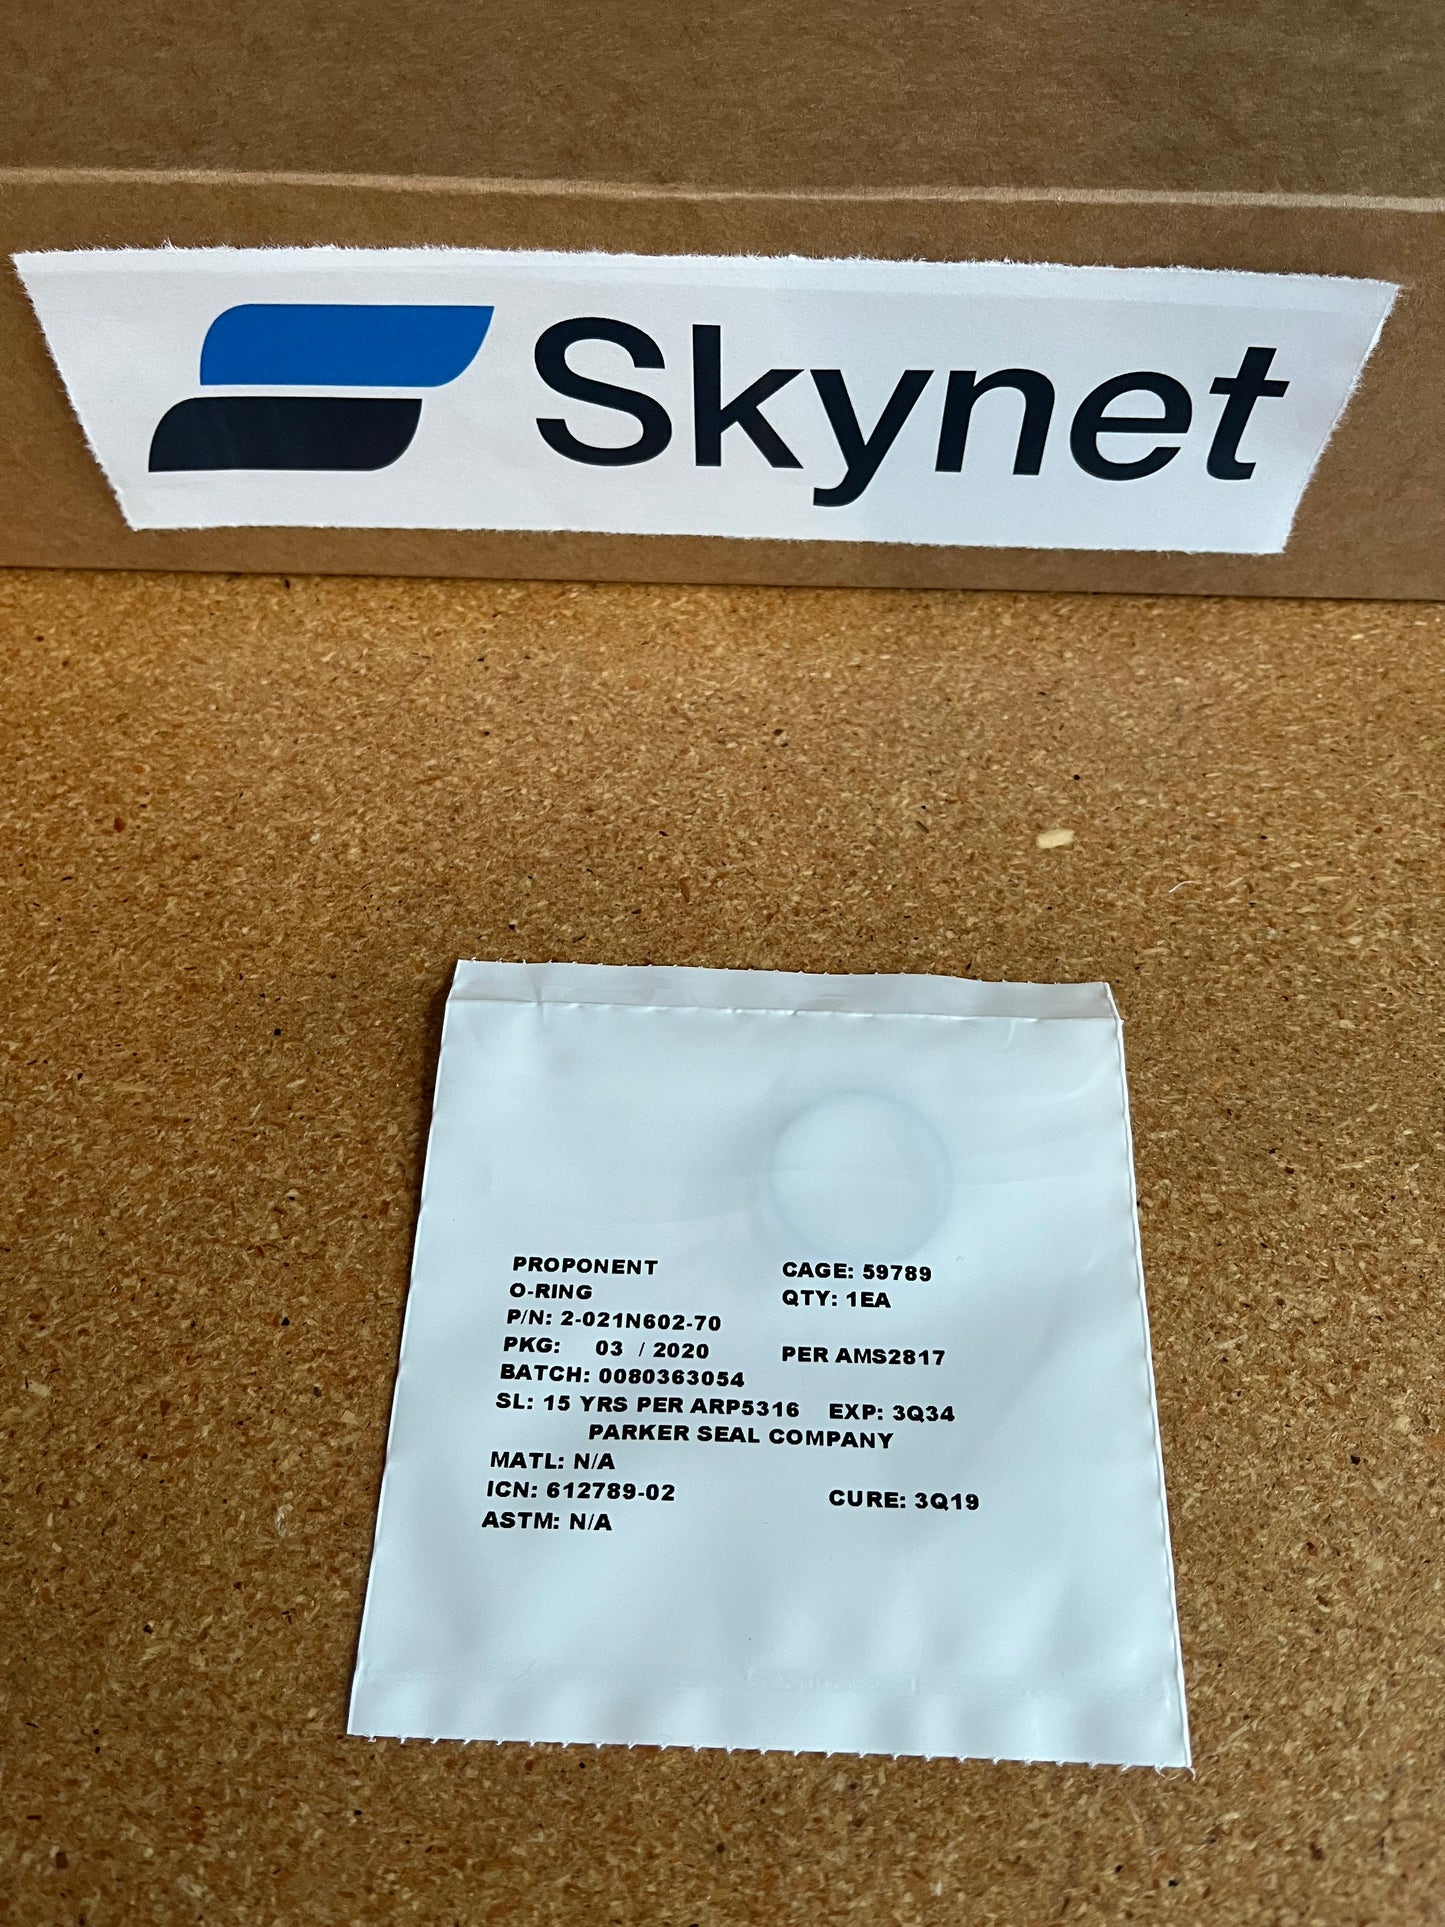 Skynet
PROPONENT CAGE: 59789
O-RING QTY: 1EA
P/N: 2-021N602-70
PKG: 03 / 2020 PER AMS2817
BATCH: 0080363054
SL: 15 YRS PER ARP5316 EXP: 3Q34
PARKER SEAL COMPANY
MATL: N/A
ICN: 612789-02 CURE: 3Q19
ASTM: N/A